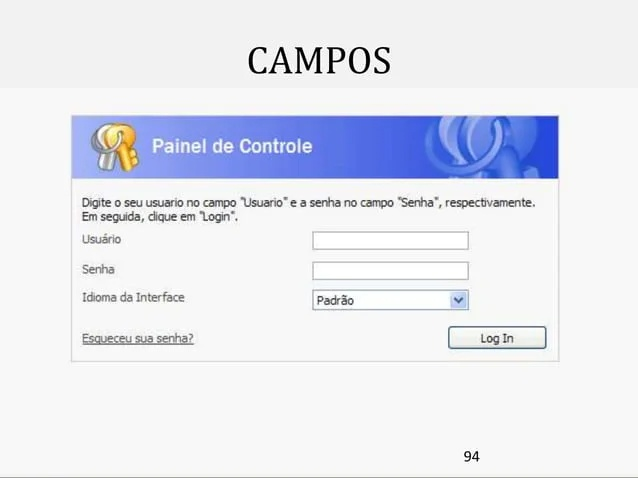 CAMPOS
Painel de Controle
Digite o seu usuario no campo "Usuario" e a senha no campo "Senha", respectivamente.
Em seguida, clique em "Login".
Usuário
Senha
Idioma da Interface
Padrão
Esqueceu sua senha?
Log In
94